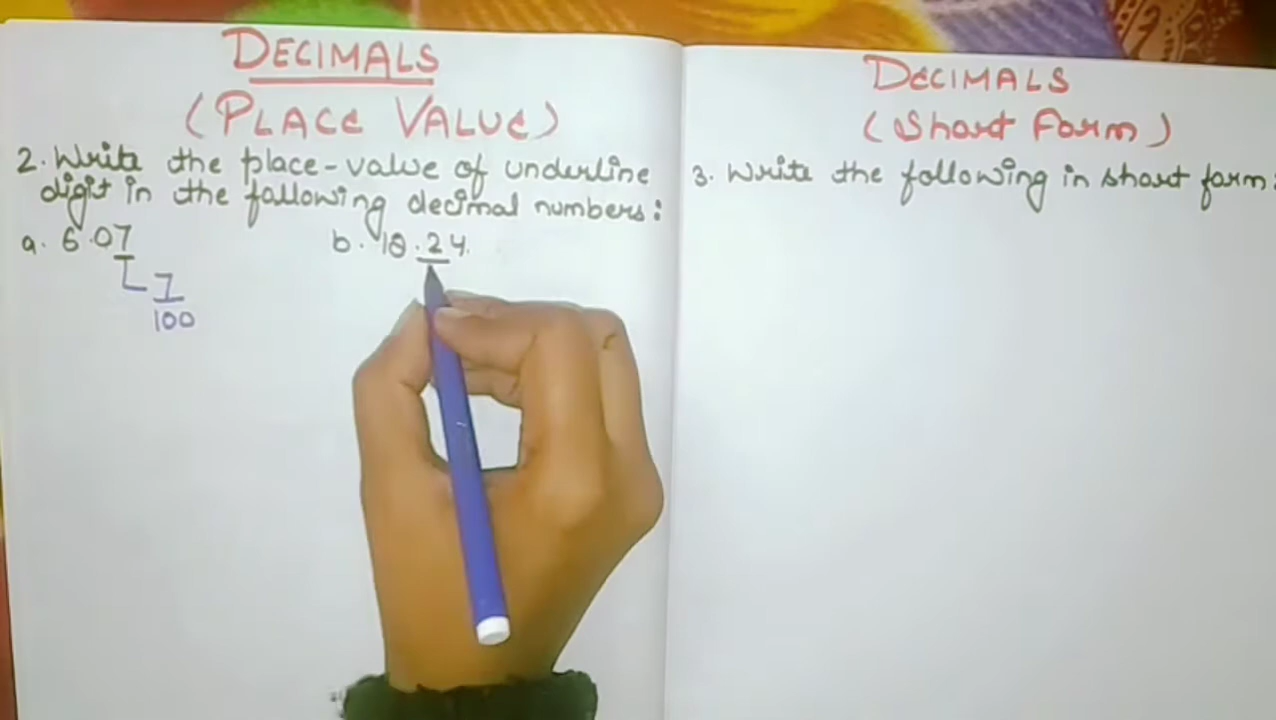 DECIMALS
(PLACE VALUE)
2. Write the place-value of underline
digit in the following decimal numbers:
a. 6.07
b. 18.24.
7
100
DECIMALS
(Short Form)
3. Write the following in short form: